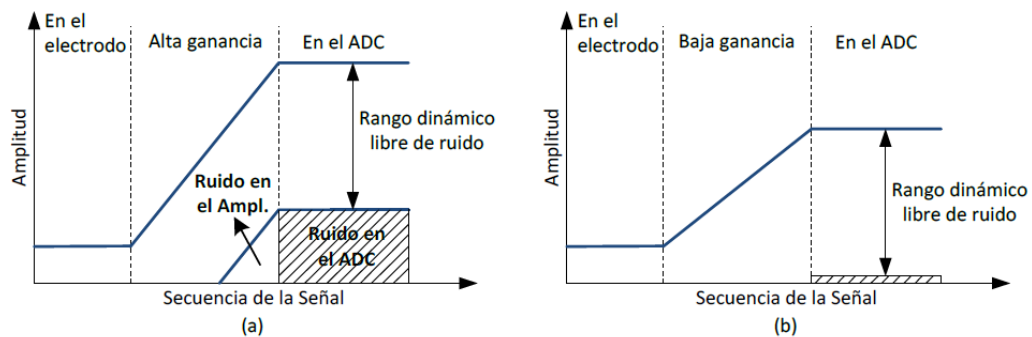 En el
electrodo
Alta ganancia
En el ADC
Amplitud
Rango dinámico
libre de ruido
Ruido en
el Ampl.
Ruido en
el ADC
Secuencia de la Señal
(a)
En el
electrodo
Baja ganancia
En el ADC
Amplitud
Rango dinámico
libre de ruido
Secuencia de la Señal
(b)